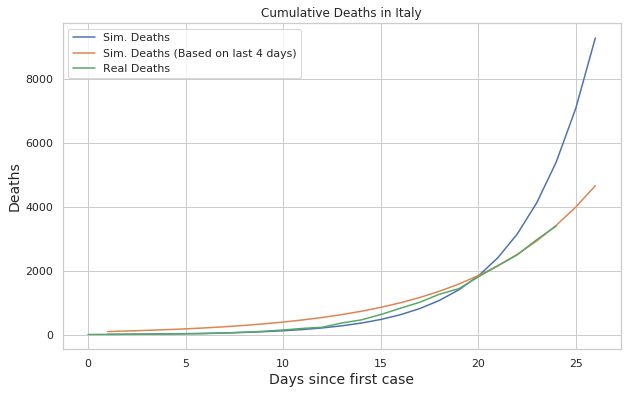 Cumulative Deaths in Italy
Sim. Deaths
Sim. Deaths (Based on last 4 days)
Real Deaths
8000
6000
4000
2000
0
Deaths
0 5 10 15 20 25
Days since first case